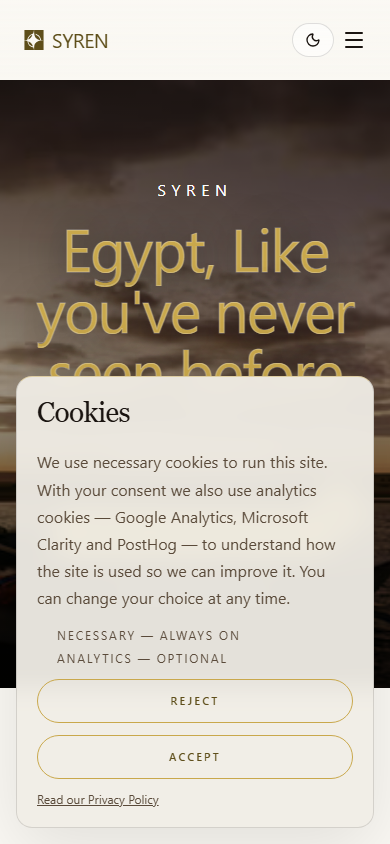 SYREN
SYREN
Egypt, Like
you've never
seen before
Cookies
We use necessary cookies to run this site.
With your consent we also use analytics
cookies — Google Analytics, Microsoft
Clarity and PostHog — to understand how
the site is used so we can improve it. You
can change your choice at any time.
NECESSARY — ALWAYS ON
ANALYTICS — OPTIONAL
REJECT
ACCEPT
Read our Privacy Policy